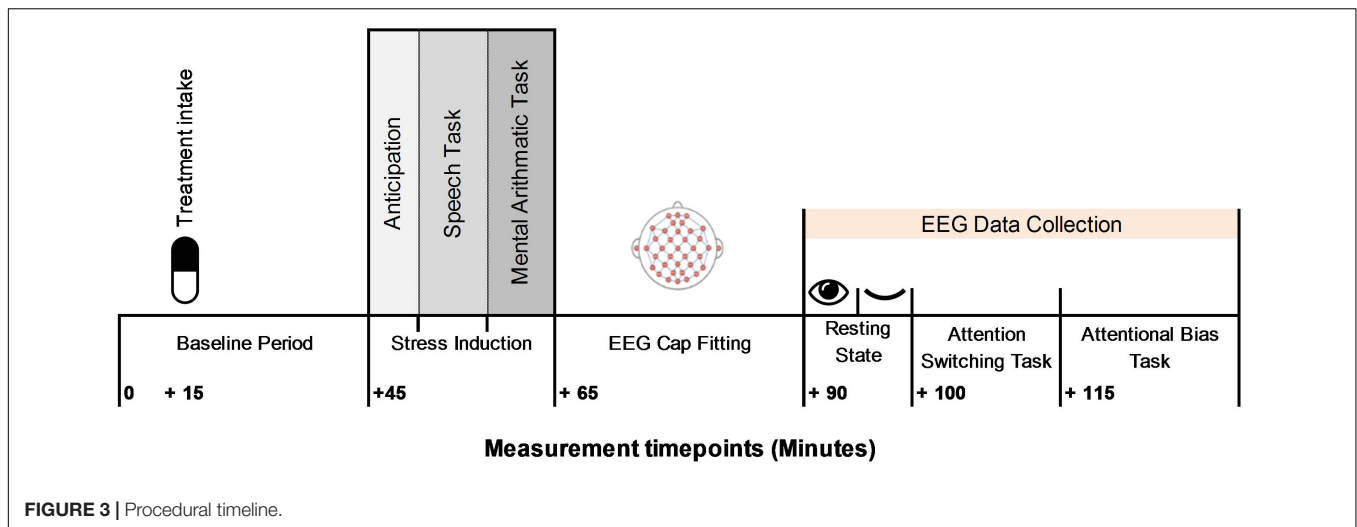 Treatment intake
Anticipation
Speech Task
Mental Arithmatic Task
EEG Data Collection
Baseline Period
Stress Induction
EEG Cap Fitting
Resting
State
Attention
Switching Task
Attentional Bias
Task
0
+ 15
+45
+ 65
+ 90
+ 100
+ 115
Measurement timepoints (Minutes)
FIGURE 3 | Procedural timeline.